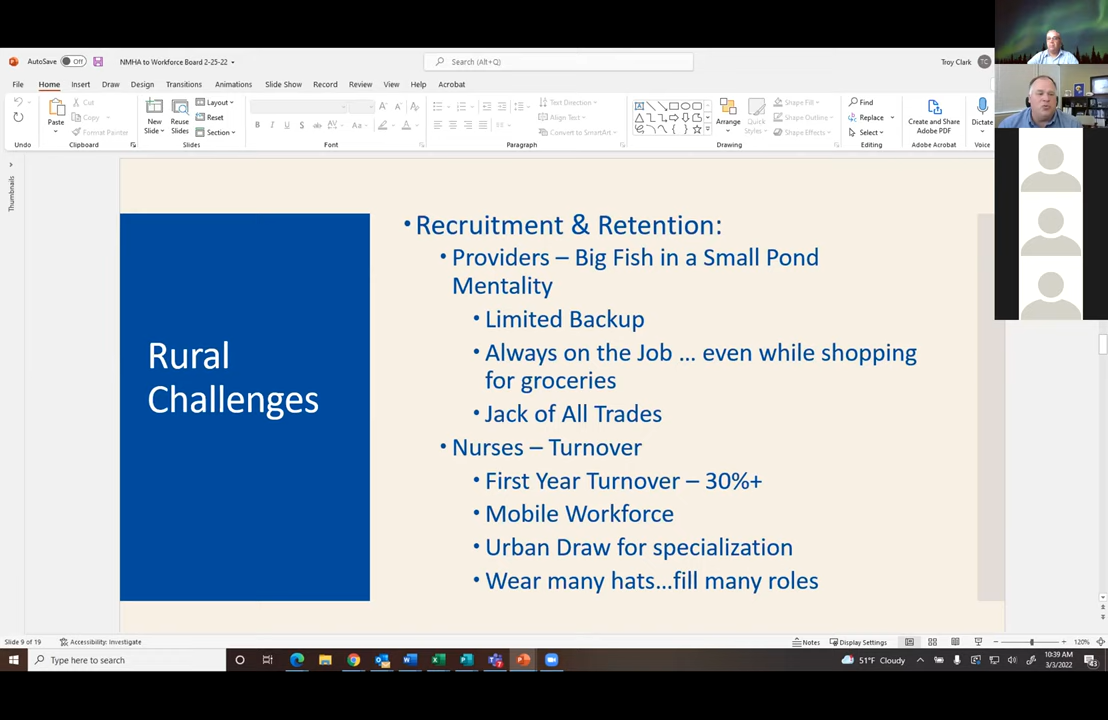 AutoSave Off
NMHA to Workforce Board 2-25-22
Search (Alt+Q)
Troy Clark TC
File Home Insert Draw Design Transitions Animations Slide Show Record Review View Help Acrobat
Cut
Copy
Format Painter
Paste
New Slide
Reuse Slides
Layout
Reset
Section
B I U S ab AV Aa A
Text Direction
Align Text
Convert to SmartArt
Arrange
Quick Styles
Shape Fill
Shape Outline
Shape Effects
Find
Replace
Select
Create and Share Adobe PDF
Dictate
Undo Clipboard Slides Font Paragraph Drawing Editing Adobe Acrobat Voice
Thumbnails
Rural
Challenges
• Recruitment & Retention:
• Providers – Big Fish in a Small Pond
Mentality
• Limited Backup
• Always on the Job … even while shopping
for groceries
• Jack of All Trades
• Nurses – Turnover
• First Year Turnover – 30%+
• Mobile Workforce
• Urban Draw for specialization
• Wear many hats…fill many roles
Slide 9 of 19 Accessibility: Investigate Notes Display Settings 120%
Type here to search
51°F Cloudy
10:39 AM
3/3/2022
43